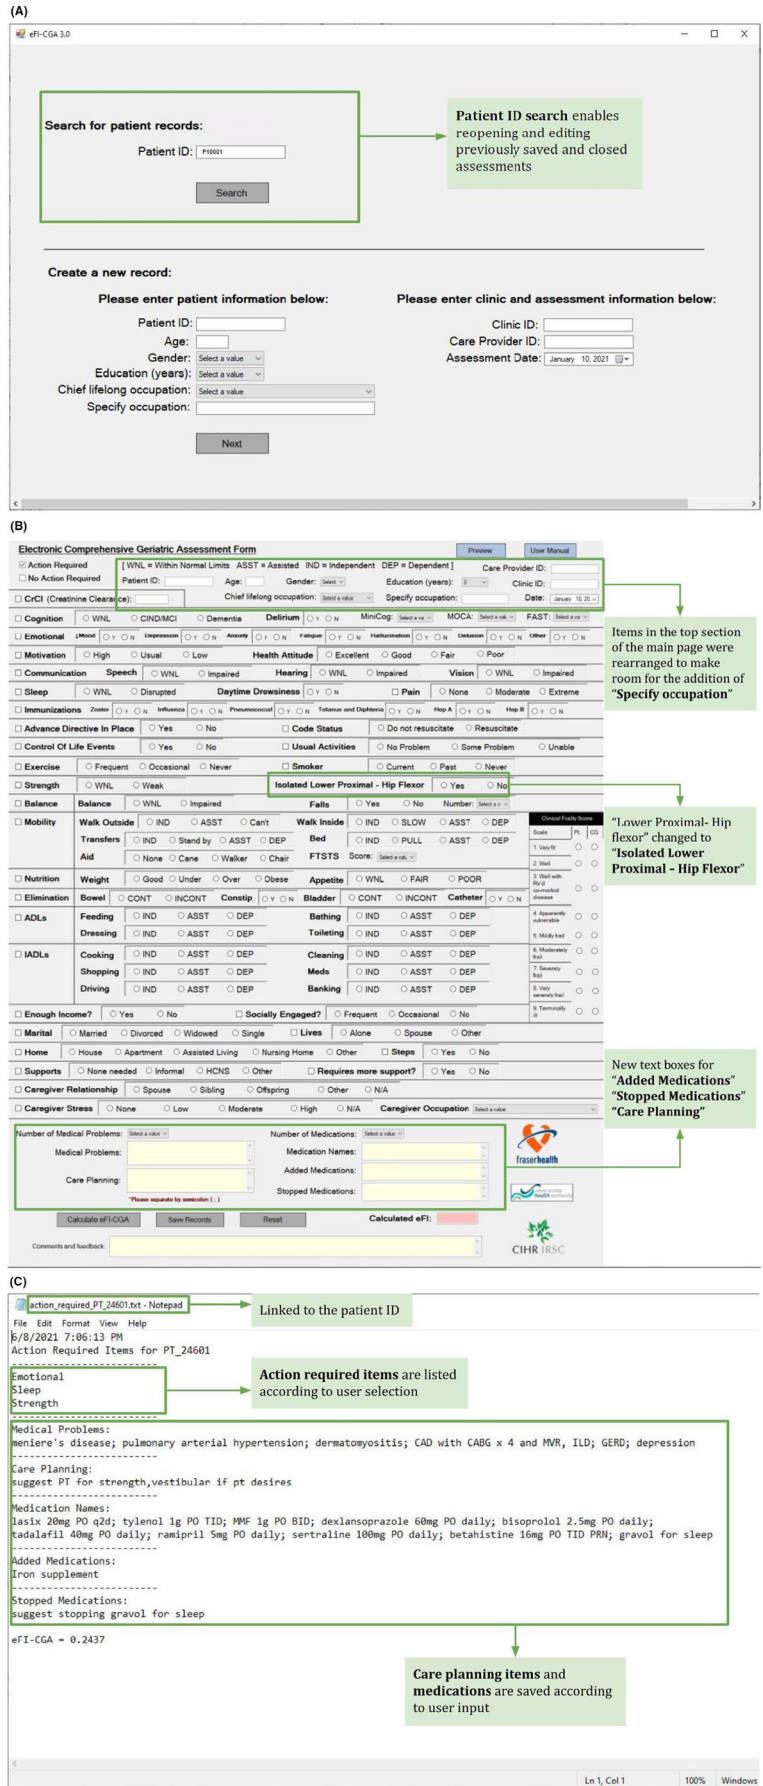 (A)
eFI-CGA 3.0
Search for patient records:
Patient ID: P10001
Search
Patient ID search enables
reopening and editing
previously saved and closed
assessments
Create a new record:
Please enter patient information below:
Please enter clinic and assessment information below:
Patient ID:
Clinic ID:
Age:
Care Provider ID:
Gender: Select a value
Assessment Date: January 10, 2021
Education (years): Select a value
Chief lifelong occupation: Select a value
Specify occupation:
Next
(B)
Electronic Comprehensive Geriatric Assessment Form
Preview User Manual
Action Required [ WNL = Within Normal Limits ASST = Assisted IND = Independent DEP = Dependent ] Care Provider ID:
No Action Required Patient ID: Age: Gender: Select Education (years): 0 Clinic ID:
CrCl (Creatinine Clearance): Chief lifelong occupation: Select a value Specify occupation: Date: January 10, 20
Cognition WNL CIND/MCI Dementia Delirium Y N MiniCog: Select a va MOCA: Select a val. FAST: Select a va
Emotional Mood Y N Depression Y N Anxiety Y N Fatigue Y N Hallucination Y N Delusion Y N Other Y N
Motivation High Usual Low Health Attitude Excellent Good Fair Poor
Communication Speech WNL Impaired Hearing WNL Impaired Vision WNL Impaired
Sleep WNL Disrupted Daytime Drowsiness Y N Pain None Moderate Extreme
Immunizations Zoster Y N Influenza Y N Pneumococcal Y N Tetanus and Diphteria Y N Hep A Y N Hep B Y N
Advance Directive In Place Yes No Code Status Do not resuscitate Resuscitate
Control Of Life Events Yes No Usual Activities No Problem Some Problem Unable
Exercise Frequent Occasional Never Smoker Current Past Never
Strength WNL Weak Isolated Lower Proximal – Hip Flexor Yes No
Balance Balance WNL Impaired Falls Yes No Number: Select a v
Mobility Walk Outside IND ASST Can't Walk Inside IND SLOW ASST DEP
Transfers IND Stand by ASST DEP Bed IND PULL ASST DEP
Aid None Cane Walker Chair FTSTS Score: Select a val.
Nutrition Weight Good Under Over Obese Appetite WNL FAIR POOR
Elimination Bowel CONT INCONT Constip Y N Bladder CONT INCONT Catheter Y N
ADLs Feeding IND ASST DEP Bathing IND ASST DEP
Dressing IND ASST DEP Toileting IND ASST DEP
IADLs Cooking IND ASST DEP Cleaning IND ASST DEP
Shopping IND ASST DEP Meds IND ASST DEP
Driving IND ASST DEP Banking IND ASST DEP
Clinical Frailty Score
Scale Pt. CG
1. Very fit
2. Well
3. Well with
Rx'd
co-morbid
disease
4. Apparently
vulnerable
5. Mildly frail
6. Moderately
frail
7. Severely
frail
8. Very
severely frail
9. Terminally
ill
Enough Income? Yes No Socially Engaged? Frequent Occasional No
Marital Married Divorced Widowed Single Lives Alone Spouse Other
Home House Apartment Assisted Living Nursing Home Other Steps Yes No
Supports None needed Informal HCNS Other Requires more support? Yes No
Caregiver Relationship Spouse Sibling Offspring Other N/A
Caregiver Stress None Low Moderate High N/A Caregiver Occupation Select a value
Number of Medical Problems: Select a value Number of Medications: Select a value
Medical Problems: Medication Names:
Care Planning: Added Medications:
*Please separate by semicolon ( ; ) Stopped Medications:
Calculate eFI-CGA Save Records Reset Calculated eFI:
Comments and feedback:
fraserhealth
CIHR IRSC
Items in the top section
of the main page were
rearranged to make
room for the addition of
“Specify occupation”
“Lower Proximal- Hip
flexor” changed to
“Isolated Lower
Proximal – Hip Flexor”
New text boxes for
“Added Medications”
“Stopped Medications”
“Care Planning”
(C)
action_required_PT_24601.txt - Notepad
Linked to the patient ID
File Edit Format View Help
6/8/2021 7:06:13 PM
Action Required Items for PT_24601
--------------------------
Emotional
Sleep
Strength
--------------------------
Action required items are listed
according to user selection
Medical Problems:
meniere's disease; pulmonary arterial hypertension; dermatomyositis; CAD with CABG x 4 and MVR, ILD; GERD; depression
--------------------------
Care Planning:
suggest PT for strength,vestibular if pt desires
--------------------------
Medication Names:
lasix 20mg PO q2d; tylenol 1g PO TID; MMF 1g PO BID; dexlansoprazole 60mg PO daily; bisoprolol 2.5mg PO daily;
tadalafil 40mg PO daily; ramipril 5mg PO daily; sertraline 100mg PO daily; betahistine 16mg PO TID PRN; gravol for sleep
--------------------------
Added Medications:
Iron supplement
--------------------------
Stopped Medications:
suggest stopping gravol for sleep
eFI-CGA = 0.2437
Care planning items and
medications are saved according
to user input
Ln 1, Col 1 100% Windows